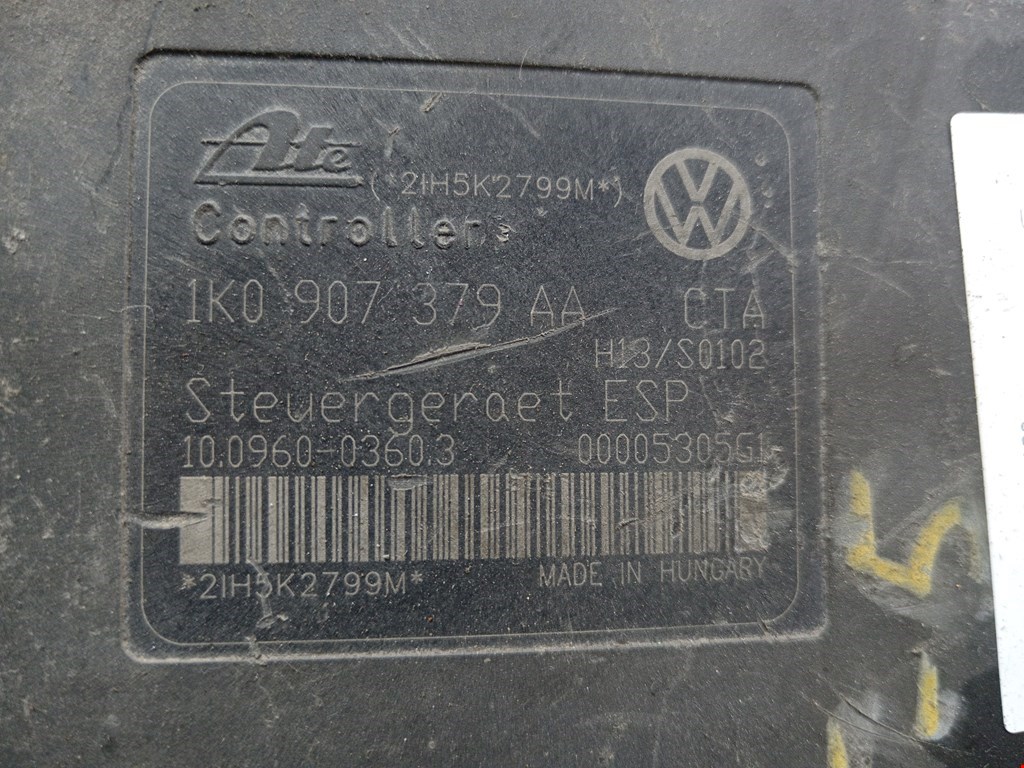 Ate (*2IH5K2799M*)
Controller
1K0 907 379 AA CTA
H13/S0102
Steuergeraet ESP
10.0960-0360.3 00005305G1
*2IH5K2799M* MADE IN HUNGARY